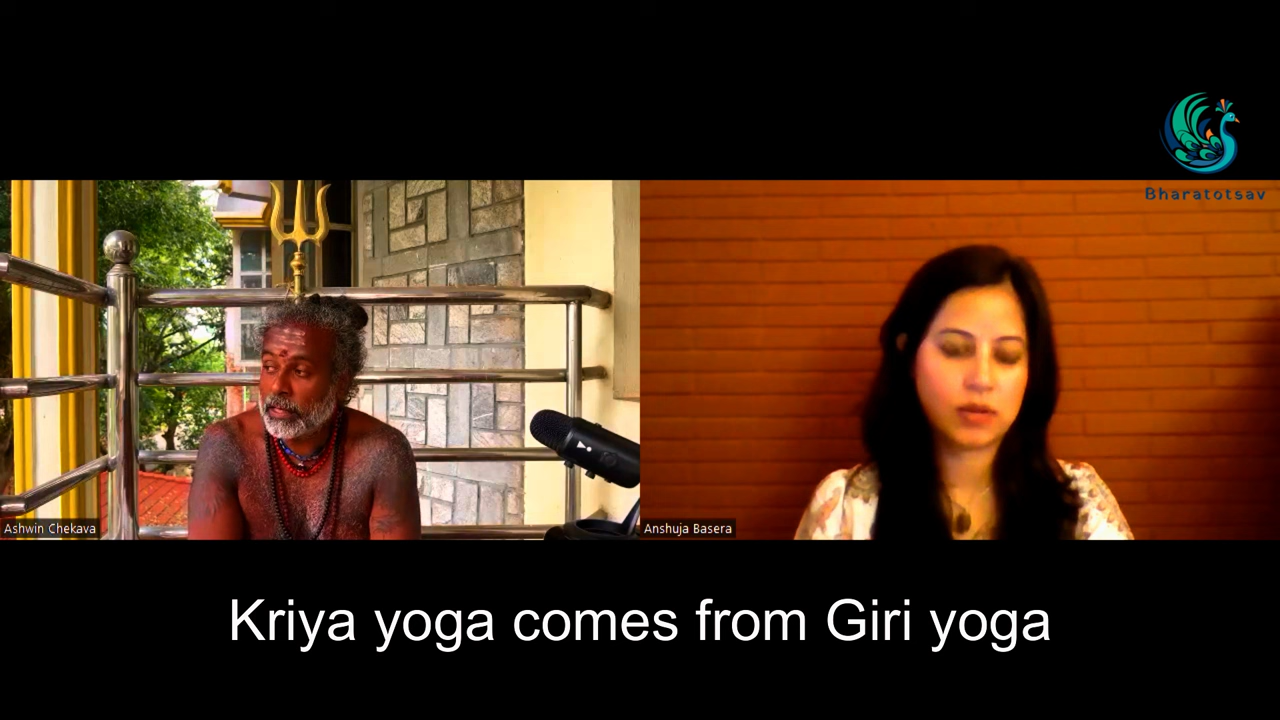 Bharatotsav
Ashwin Chekava
Anshuja Basera
Kriya yoga comes from Giri yoga